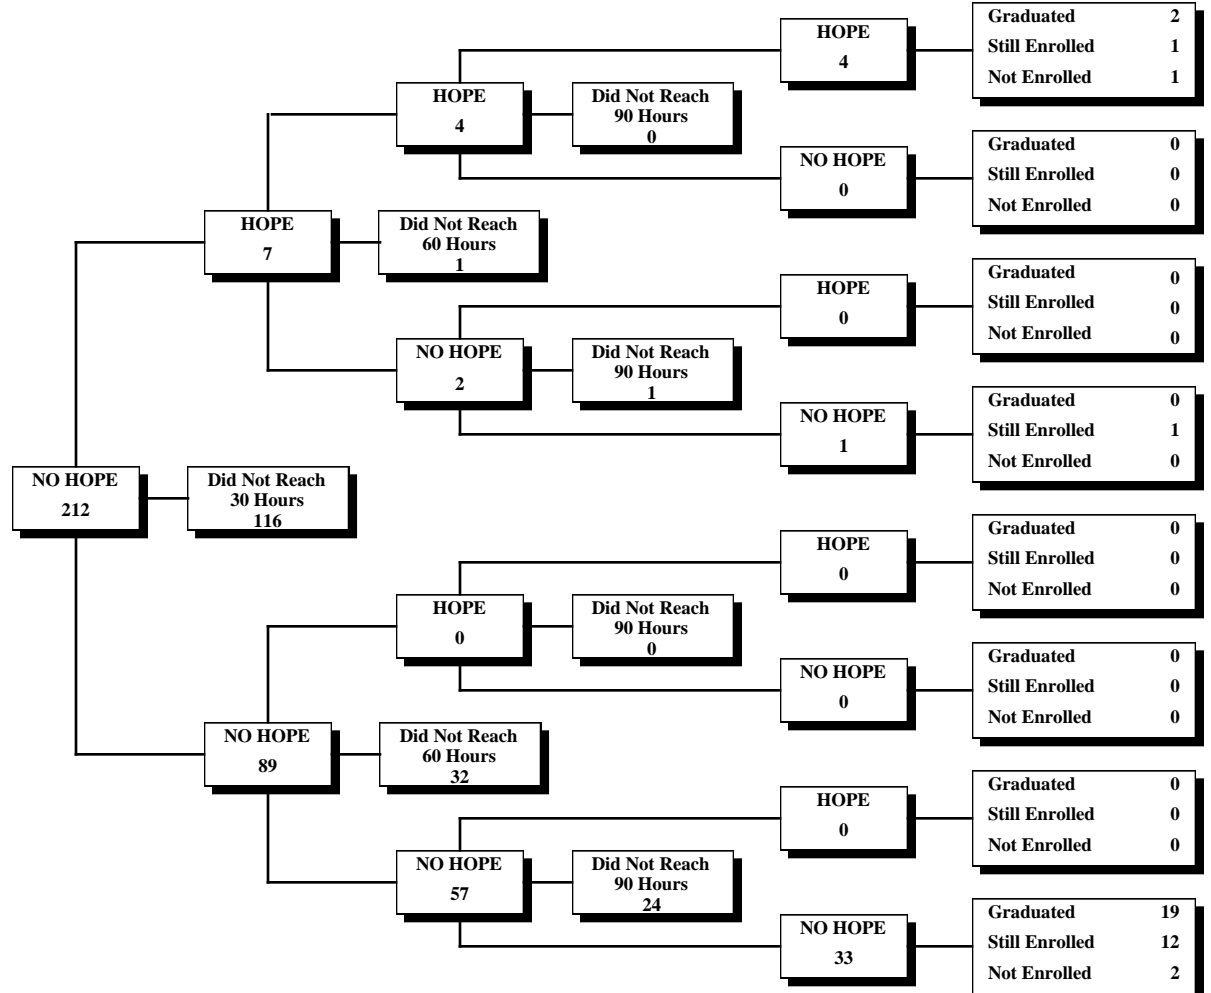 HOPE
4
Graduated 2
Still Enrolled 1
Not Enrolled 1
HOPE
4
Did Not Reach
90 Hours
0
NO HOPE
0
Graduated 0
Still Enrolled 0
Not Enrolled 0
HOPE
7
Did Not Reach
60 Hours
1
HOPE
0
Graduated 0
Still Enrolled 0
Not Enrolled 0
NO HOPE
2
Did Not Reach
90 Hours
1
NO HOPE
1
Graduated 0
Still Enrolled 1
Not Enrolled 0
NO HOPE
212
Did Not Reach
30 Hours
116
HOPE
0
Graduated 0
Still Enrolled 0
Not Enrolled 0
HOPE
0
Did Not Reach
90 Hours
0
NO HOPE
0
Graduated 0
Still Enrolled 0
Not Enrolled 0
NO HOPE
89
Did Not Reach
60 Hours
32
HOPE
0
Graduated 0
Still Enrolled 0
Not Enrolled 0
NO HOPE
57
Did Not Reach
90 Hours
24
NO HOPE
33
Graduated 19
Still Enrolled 12
Not Enrolled 2